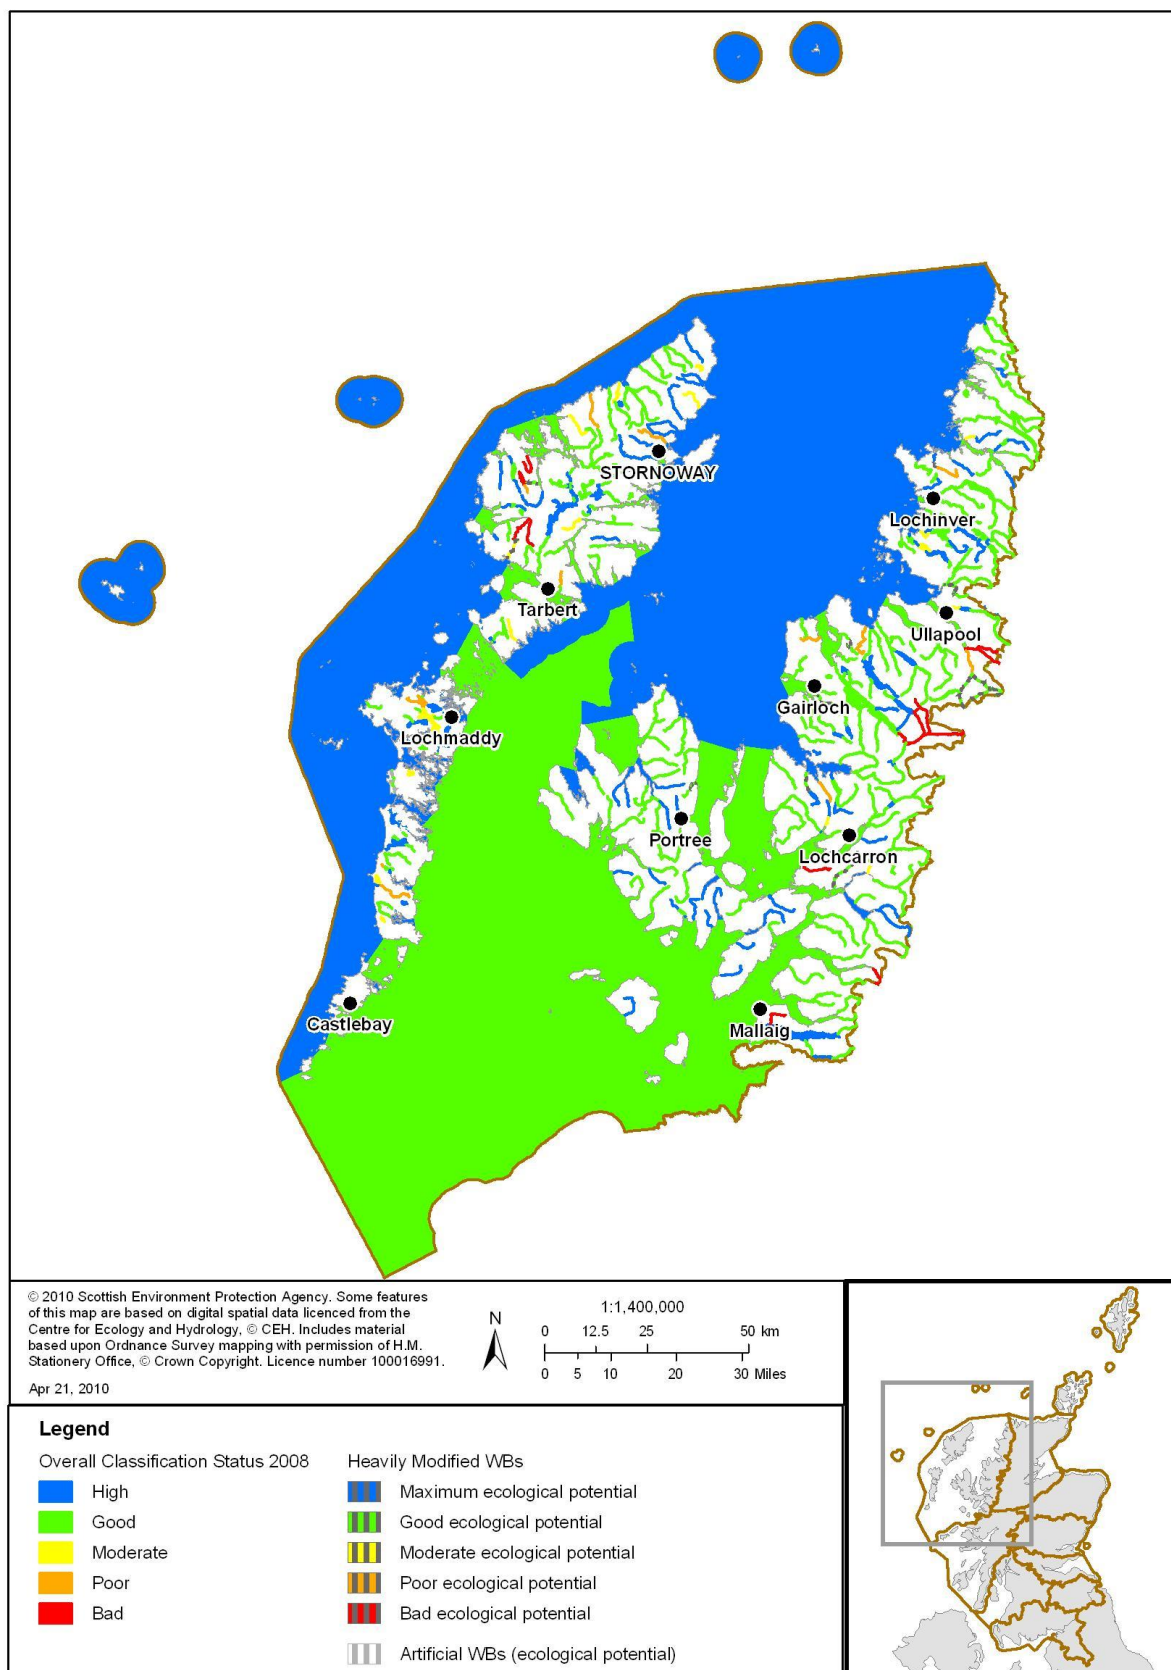 STORNOWAY
Lochinver
Tarbert
Ullapool
Gairloch
Lochmaddy
Portree
Lochcarron
Castlebay
Mallaig
© 2010 Scottish Environment Protection Agency. Some features
of this map are based on digital spatial data licenced from the
Centre for Ecology and Hydrology, © CEH. Includes material
based upon Ordnance Survey mapping with permission of H.M.
Stationery Office, © Crown Copyright. Licence number 100016991.
Apr 21, 2010
N
1:1,400,000
0 12.5 25 50 km
0 5 10 20 30 Miles
Legend
Overall Classification Status 2008
High
Good
Moderate
Poor
Bad
Heavily Modified WBs
Maximum ecological potential
Good ecological potential
Moderate ecological potential
Poor ecological potential
Bad ecological potential
Artificial WBs (ecological potential)